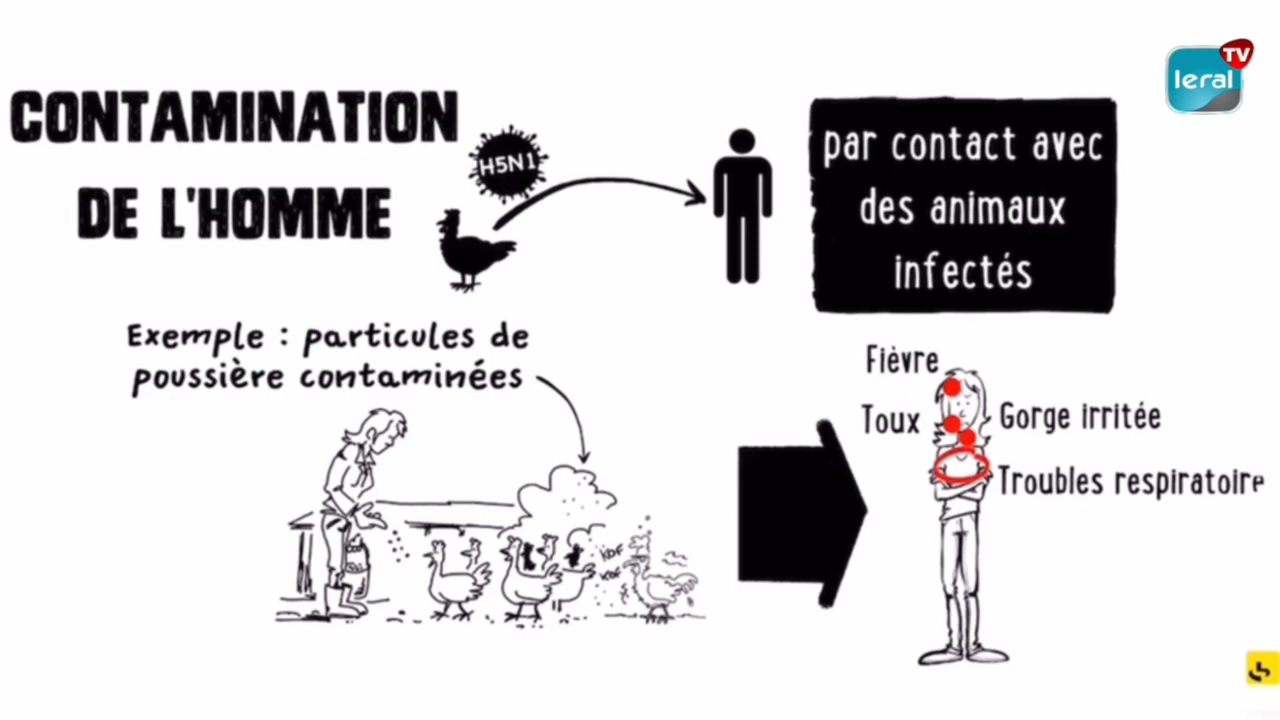 TV
leral
CONTAMINATION
DE L'HOMME
H5N1
par contact avec
des animaux
infectés
Exemple : particules de
poussière contaminées
Fièvre
Toux
Gorge irritée
Troubles respiratoire
KOF
KOF